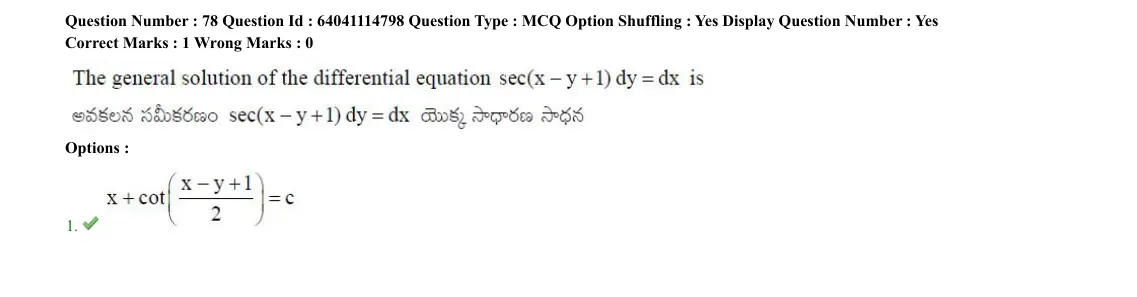 Question Number : 78 Question Id : 64041114798 Question Type : MCQ Option Shuffling : Yes Display Question Number : Yes
Correct Marks : 1 Wrong Marks : 0
The general solution of the differential equation sec(x – y + 1) dy = dx is
అవకలన సమీకరణం sec(x – y + 1) dy = dx యొక్క సాధారణ సాధన
Options :
x + cot((x – y + 1)/2) = c
1. ✔